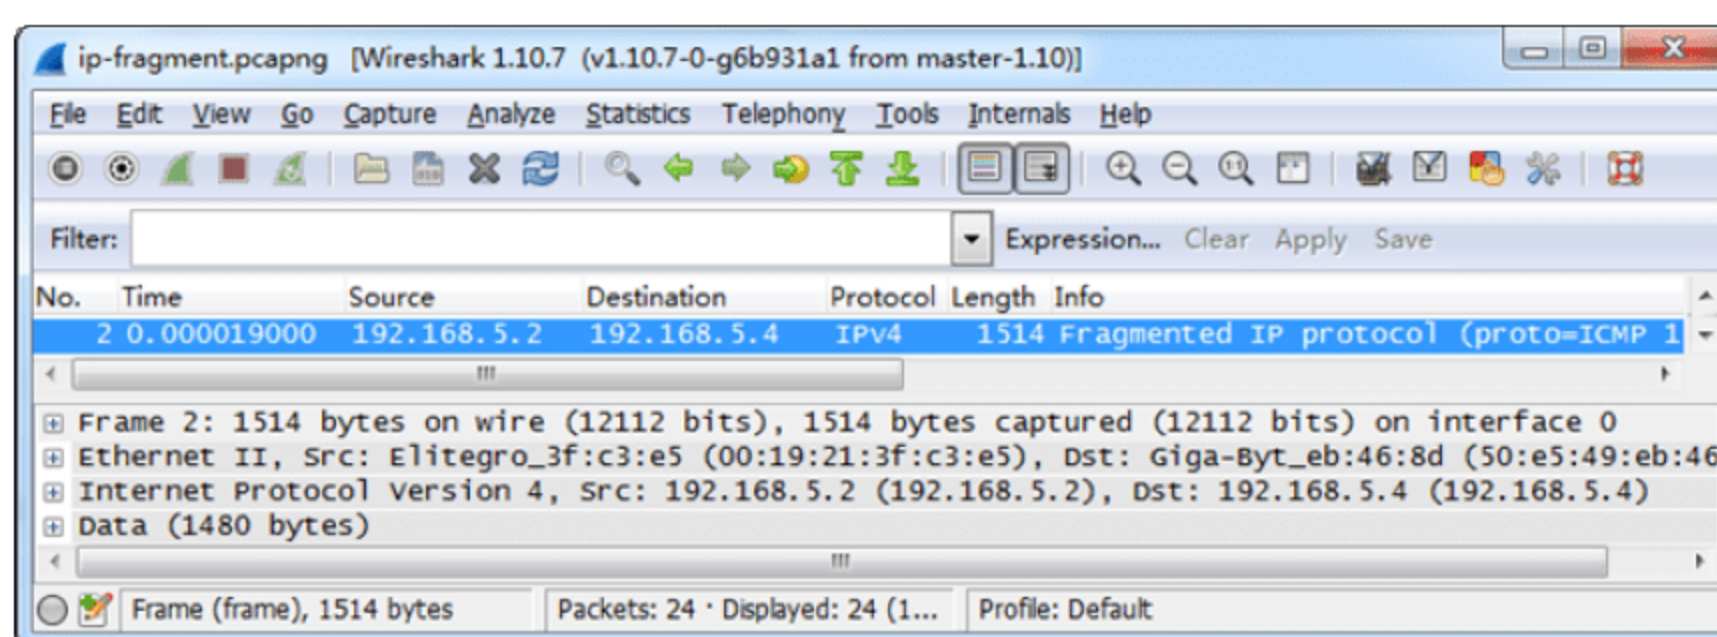 ip-fragment.pcapng [Wireshark 1.10.7 (v1.10.7-0-g6b931a1 from master-1.10)]
File Edit View Go Capture Analyze Statistics Telephony Tools Internals Help
Filter: Expression... Clear Apply Save
No. Time Source Destination Protocol Length Info
2 0.000019000 192.168.5.2 192.168.5.4 IPv4 1514 Fragmented IP protocol (proto=ICMP 1
Frame 2: 1514 bytes on wire (12112 bits), 1514 bytes captured (12112 bits) on interface 0
Ethernet II, Src: Elitegro_3f:c3:e5 (00:19:21:3f:c3:e5), Dst: Giga-Byt_eb:46:8d (50:e5:49:eb:46
Internet Protocol Version 4, Src: 192.168.5.2 (192.168.5.2), Dst: 192.168.5.4 (192.168.5.4)
Data (1480 bytes)
Frame (frame), 1514 bytes Packets: 24 · Displayed: 24 (1... Profile: Default